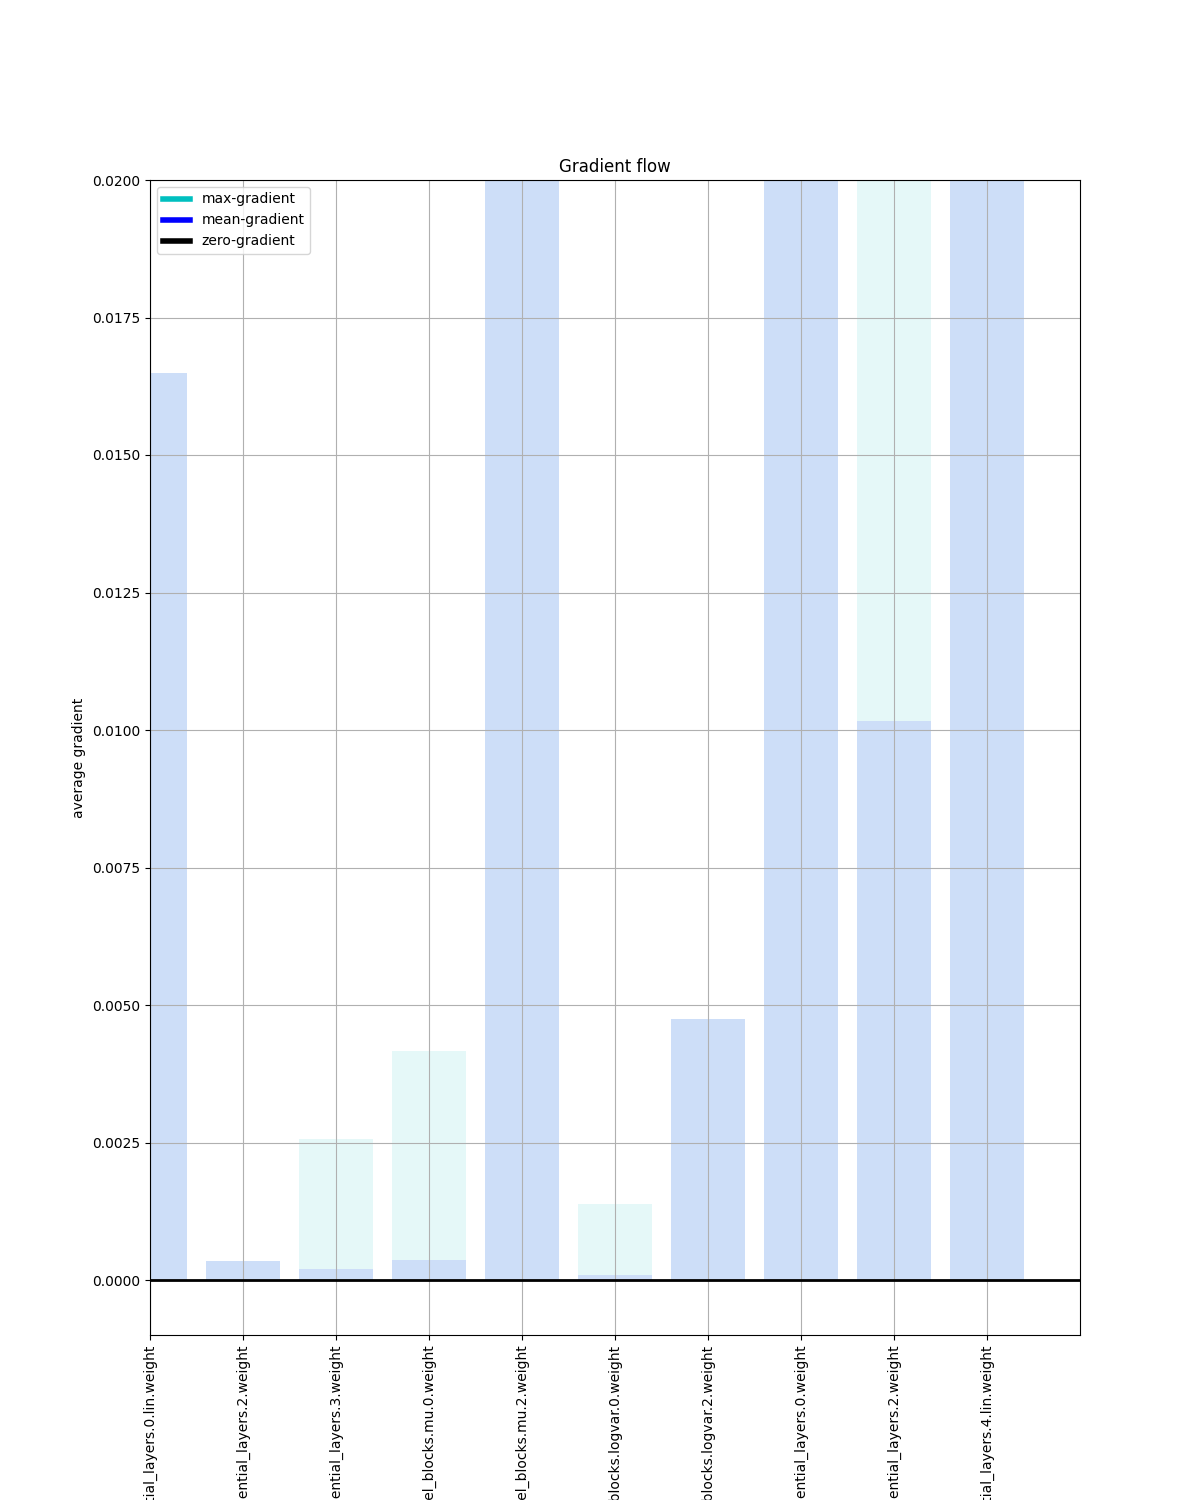 Gradient flow
max-gradient
mean-gradient
zero-gradient
average gradient
0.0200
0.0175
0.0150
0.0125
0.0100
0.0075
0.0050
0.0025
0.0000
tial_layers.0.lin.weight
ential_layers.2.weight
ential_layers.3.weight
el_blocks.mu.0.weight
el_blocks.mu.2.weight
blocks.logvar.0.weight
blocks.logvar.2.weight
ential_layers.0.weight
ential_layers.2.weight
tial_layers.4.lin.weight